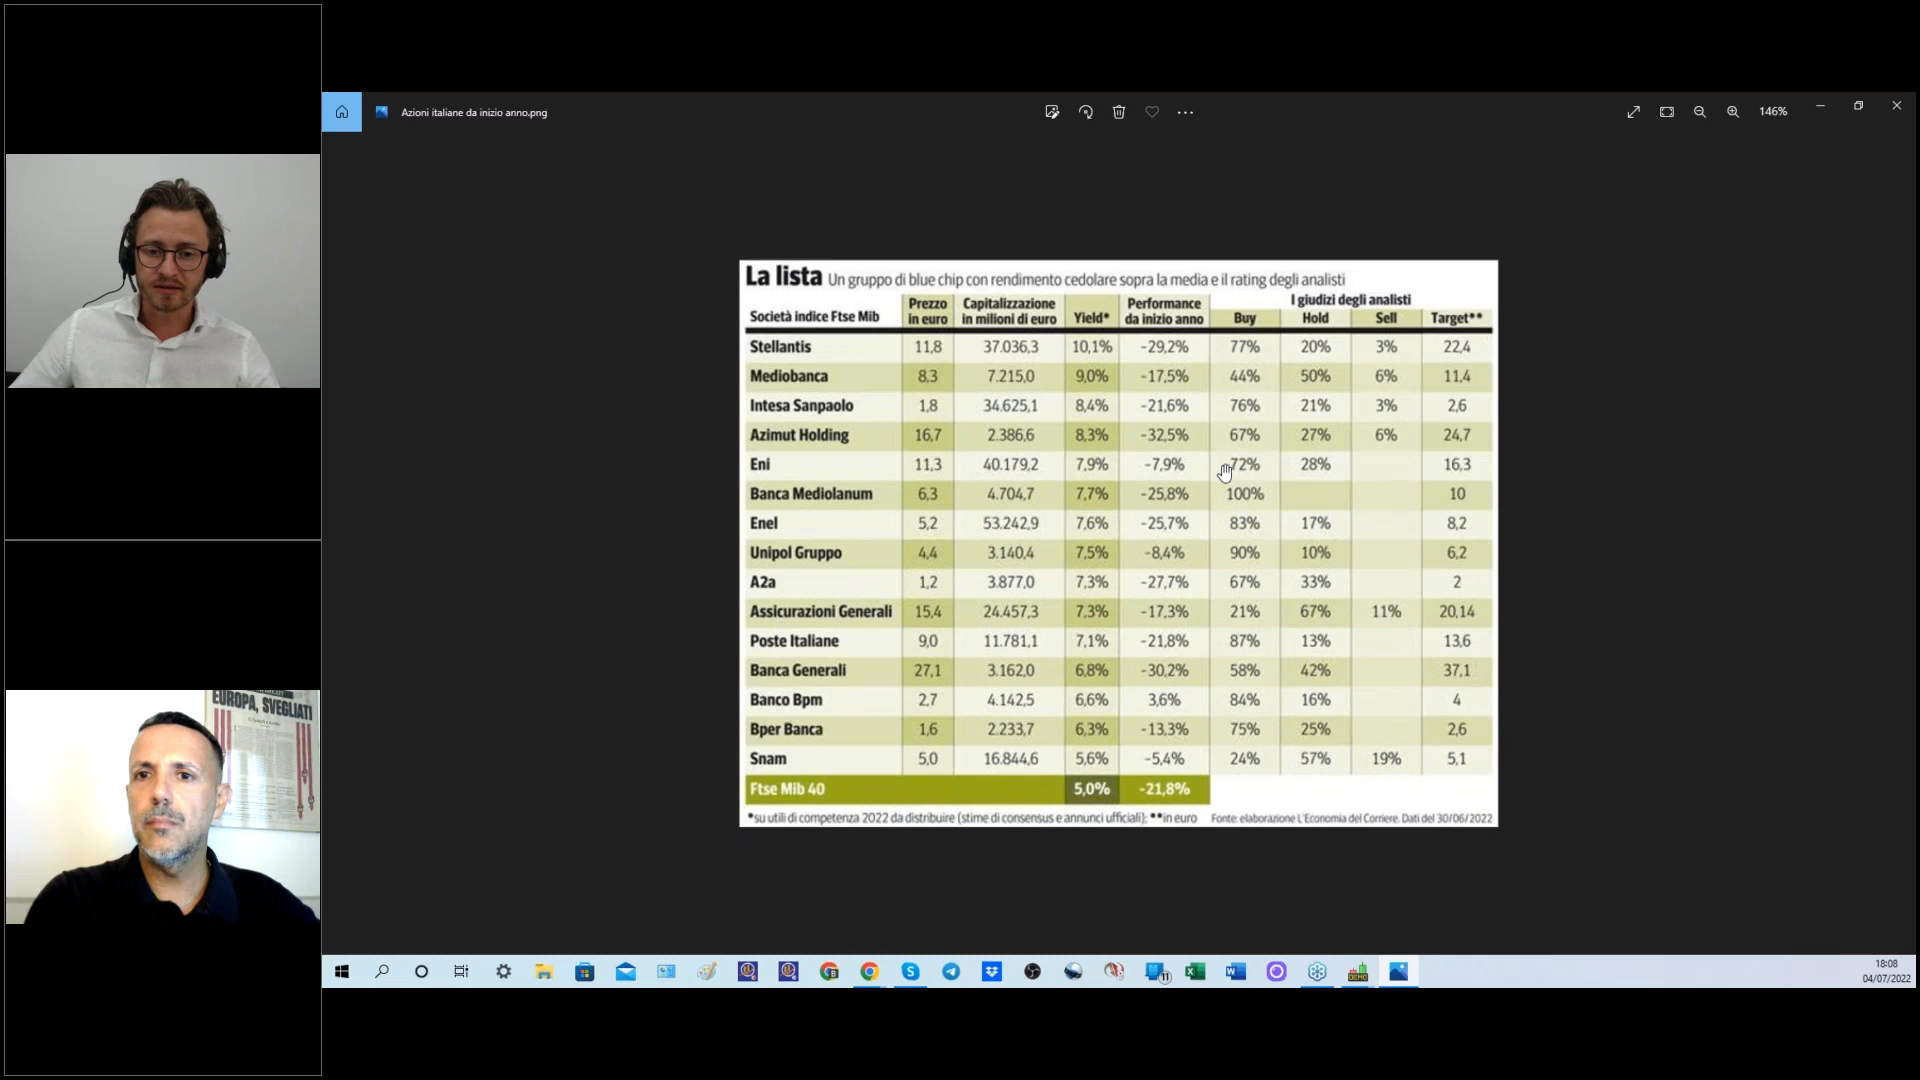 Azioni italiane da inizio anno.png
146%
La lista Un gruppo di blue chip con rendimento cedolare sopra la media e il rating degli analisti
Società indice Ftse Mib Prezzo in euro Capitalizzazione in milioni di euro Yield* Performance da inizio anno I giudizi degli analisti Buy Hold Sell Target**
Stellantis 11,8 37.036,3 10,1% -29,2% 77% 20% 3% 22,4
Mediobanca 8,3 7.215,0 9,0% -17,5% 44% 50% 6% 11,4
Intesa Sanpaolo 1,8 34.625,1 8,4% -21,6% 76% 21% 3% 2,6
Azimut Holding 16,7 2.386,6 8,3% -32,5% 67% 27% 6% 24,7
Eni 11,3 40.179,2 7,9% -7,9% 72% 28% 16,3
Banca Mediolanum 6,3 4.704,7 7,7% -25,8% 100% 10
Enel 5,2 53.242,9 7,6% -25,7% 83% 17% 8,2
Unipol Gruppo 4,4 3.140,4 7,5% -8,4% 90% 10% 6,2
A2a 1,2 3.877,0 7,3% -27,7% 67% 33% 2
Assicurazioni Generali 15,4 24.457,3 7,3% -17,3% 21% 67% 11% 20,14
Poste Italiane 9,0 11.781,1 7,1% -21,8% 87% 13% 13,6
Banca Generali 27,1 3.162,0 6,8% -30,2% 58% 42% 37,1
Banco Bpm 2,7 4.142,5 6,6% 3,6% 84% 16% 4
Bper Banca 1,6 2.233,7 6,3% -13,3% 75% 25% 2,6
Snam 5,0 16.844,6 5,6% -5,4% 24% 57% 19% 5,1
Ftse Mib 40 5,0% -21,8%
*su utili di competenza 2022 da distribuire (stime di consensus e annunci ufficiali); **in euro Fonte: elaborazione L'Economia del Corriere. Dati del 30/06/2022
EUROPA, SVEGLIATI
11
DEMO
18:08
04/07/2022